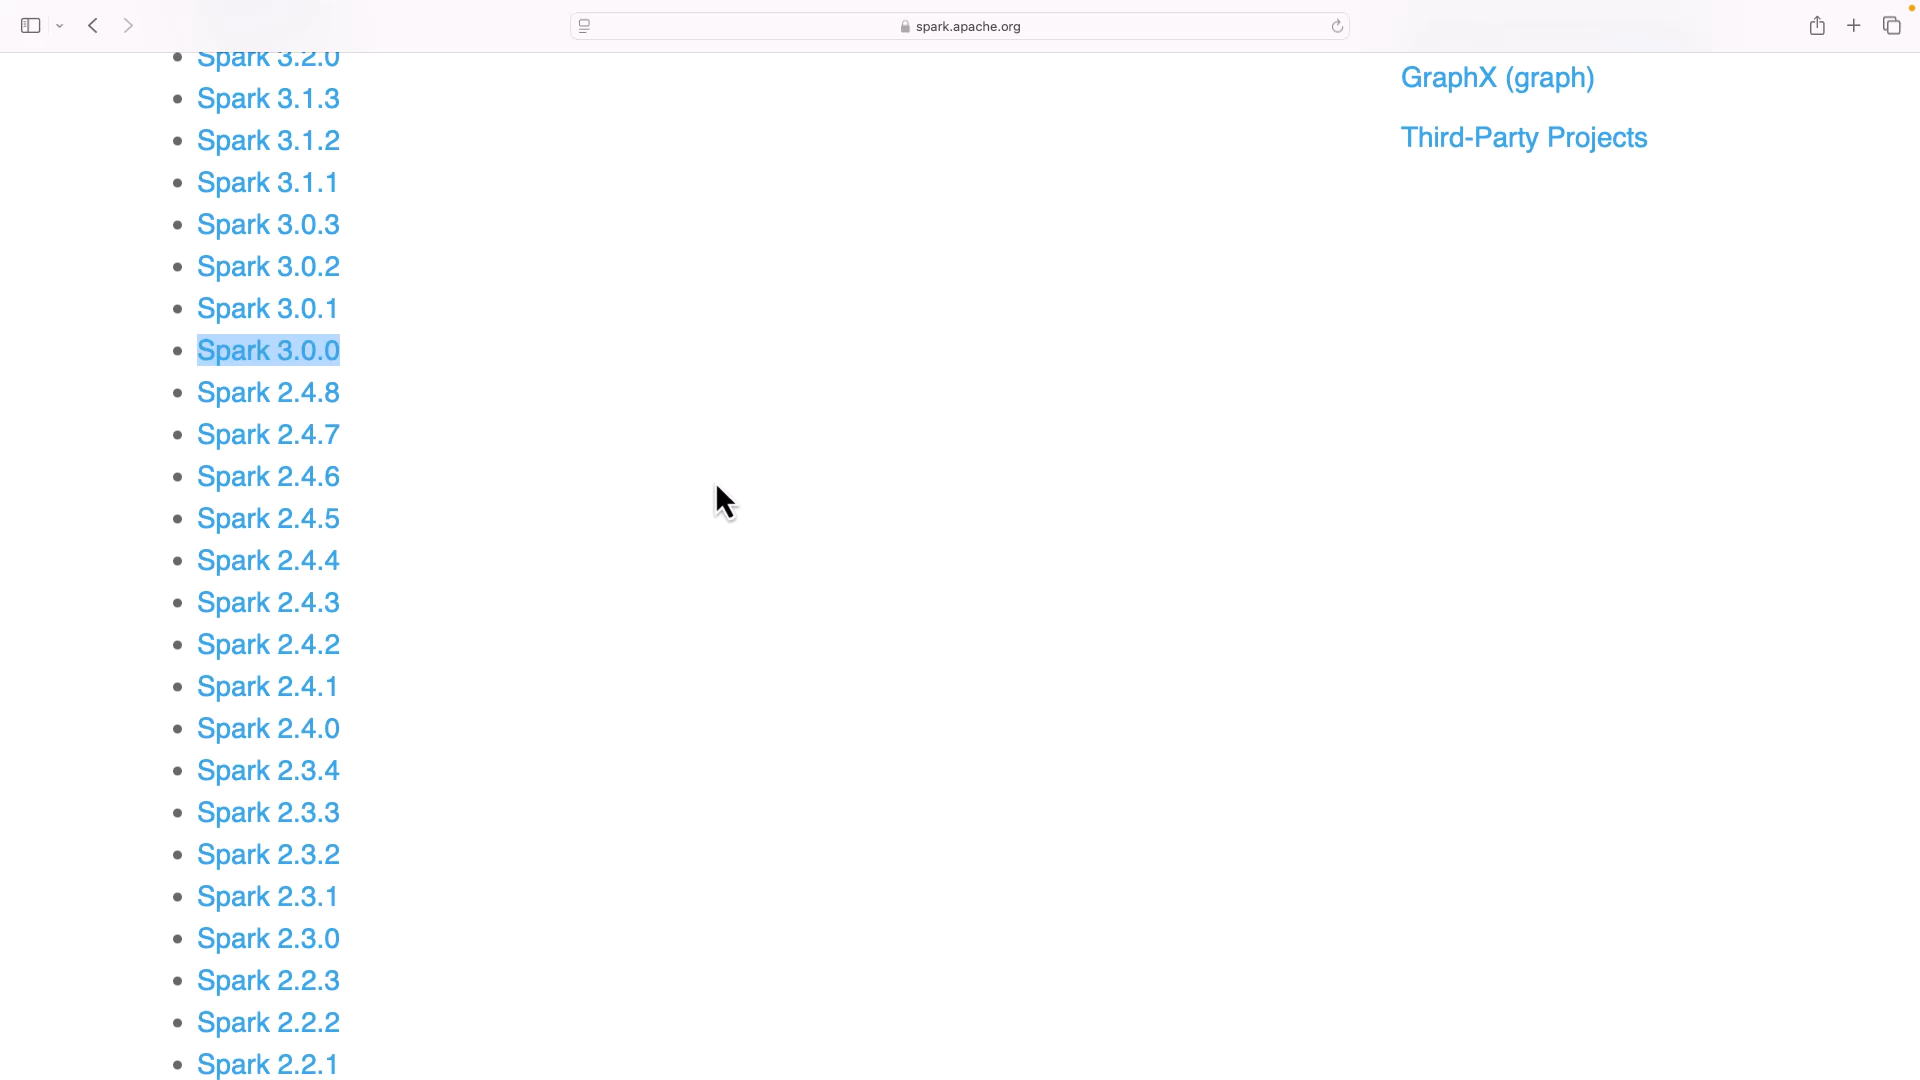 spark.apache.org
Spark 3.2.0
Spark 3.1.3
Spark 3.1.2
Spark 3.1.1
Spark 3.0.3
Spark 3.0.2
Spark 3.0.1
Spark 3.0.0
Spark 2.4.8
Spark 2.4.7
Spark 2.4.6
Spark 2.4.5
Spark 2.4.4
Spark 2.4.3
Spark 2.4.2
Spark 2.4.1
Spark 2.4.0
Spark 2.3.4
Spark 2.3.3
Spark 2.3.2
Spark 2.3.1
Spark 2.3.0
Spark 2.2.3
Spark 2.2.2
Spark 2.2.1
GraphX (graph)
Third-Party Projects